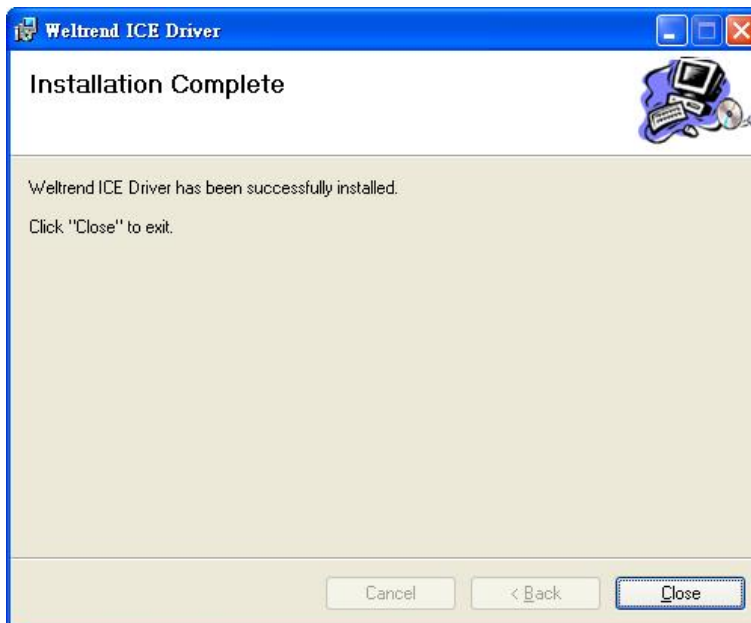 Weltrend ICE Driver
Installation Complete
Weltrend ICE Driver has been successfully installed.
Click "Close" to exit.
Cancel
< Back
Close